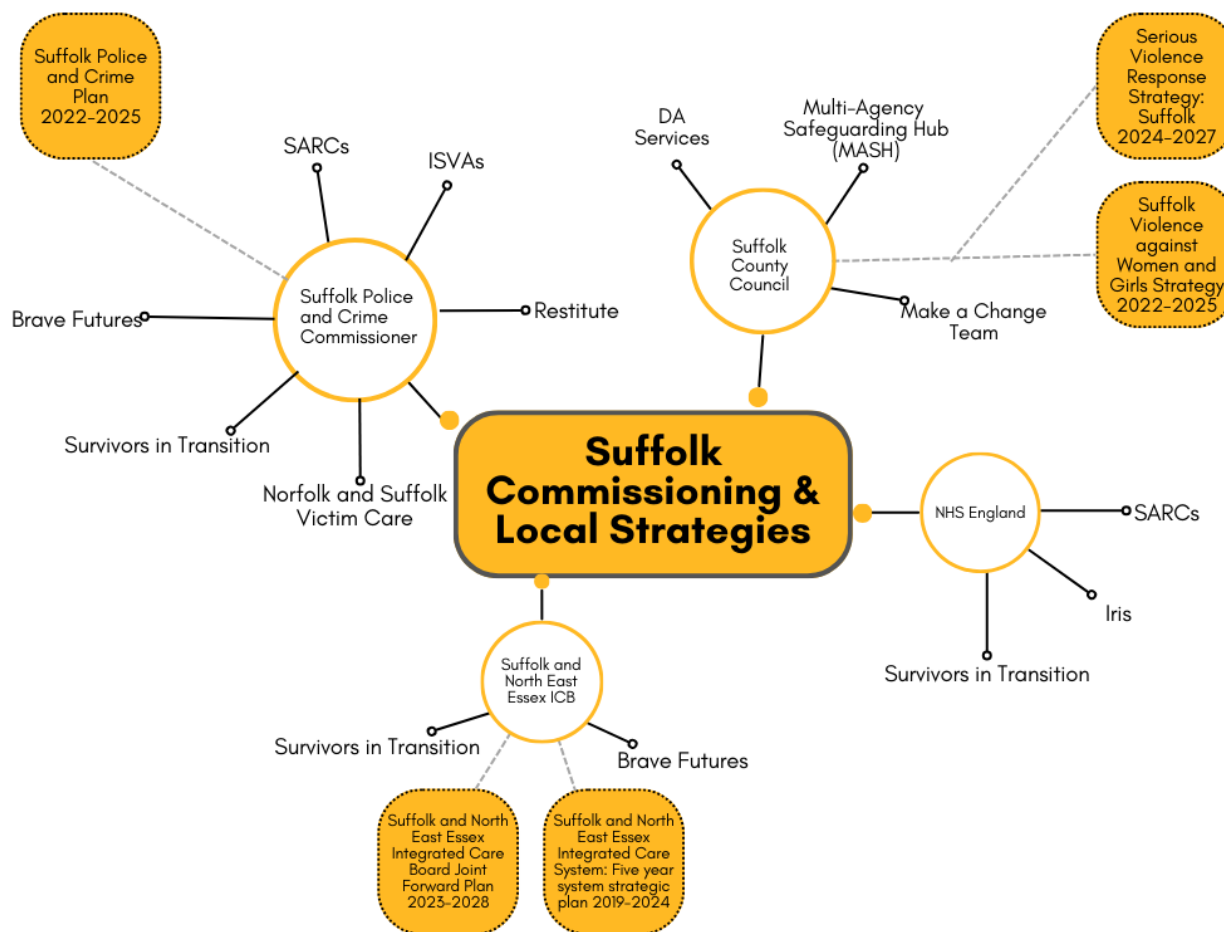 Suffolk Police
and Crime
Plan
2022-2025
SARCs
ISVAs
Suffolk Police
and Crime
Commissioner
Brave Futures
Restitute
Survivors in Transition
Norfolk and Suffolk
Victim Care
DA
Services
Multi-Agency
Safeguarding Hub
(MASH)
Suffolk
County
Council
Make a Change
Team
Serious
Violence
Response
Strategy:
Suffolk
2024-2027
Suffolk
Violence
against
Women and
Girls Strategy
2022-2025
Suffolk
Commissioning &
Local Strategies
NHS England
SARCs
Iris
Survivors in Transition
Suffolk and
North East
Essex ICB
Survivors in Transition
Brave Futures
Suffolk and North
East Essex
Integrated Care
Board Joint
Forward Plan
2023-2028
Suffolk and North
East Essex
Integrated Care
System: Five year
system strategic
plan 2019-2024